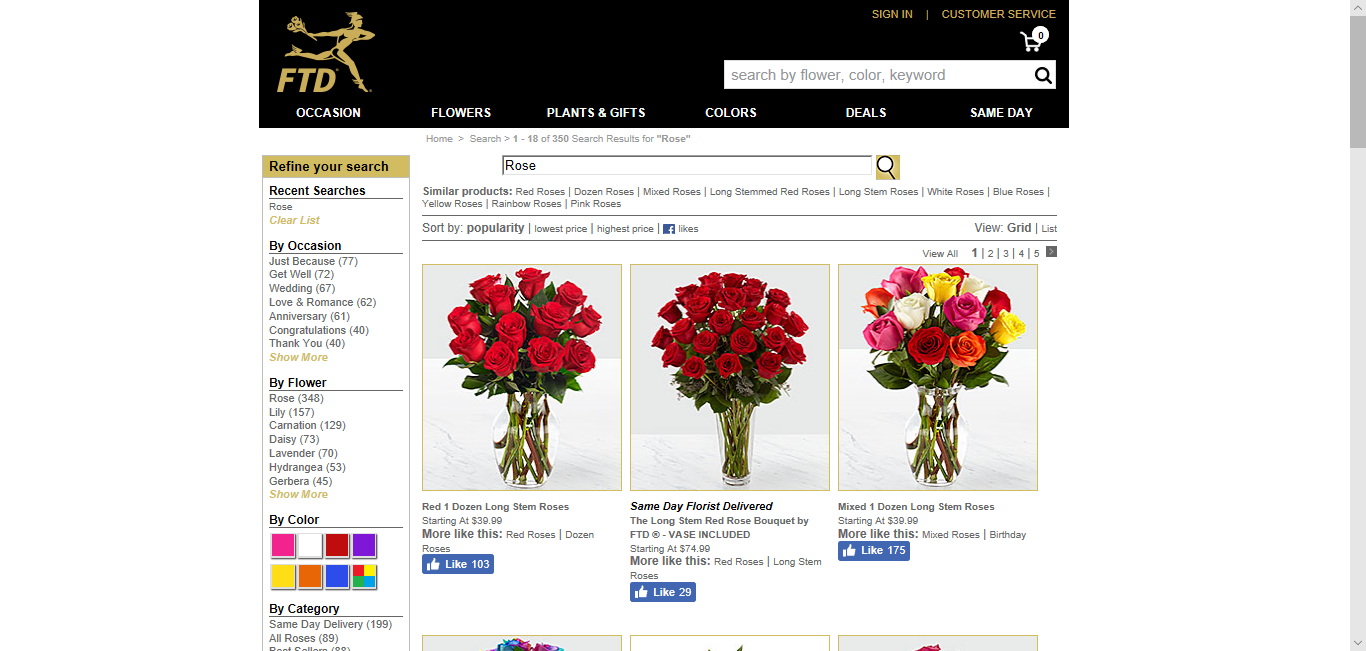 SIGN IN | CUSTOMER SERVICE
0
FTD
search by flower, color, keyword
OCCASION FLOWERS PLANTS & GIFTS COLORS DEALS SAME DAY
Home > Search > 1 - 18 of 350 Search Results for "Rose"
Refine your search
Recent Searches
Rose
Clear List
By Occasion
Just Because (77)
Get Well (72)
Wedding (67)
Love & Romance (62)
Anniversary (61)
Congratulations (40)
Thank You (40)
Show More
By Flower
Rose (348)
Lily (157)
Carnation (129)
Daisy (73)
Lavender (70)
Hydrangea (53)
Gerbera (45)
Show More
By Color
By Category
Same Day Delivery (199)
All Roses (89)
Best Sellers (88)
Rose
Similar products: Red Roses | Dozen Roses | Mixed Roses | Long Stemmed Red Roses | Long Stem Roses | White Roses | Blue Roses |
Yellow Roses | Rainbow Roses | Pink Roses
Sort by: popularity | lowest price | highest price | f likes
View: Grid | List
View All 1 | 2 | 3 | 4 | 5 >
Red 1 Dozen Long Stem Roses
Starting At $39.99
More like this: Red Roses | Dozen
Roses
Like 103
Same Day Florist Delivered
The Long Stem Red Rose Bouquet by
FTD ® - VASE INCLUDED
Starting At $74.99
More like this: Red Roses | Long Stem
Roses
Like 29
Mixed 1 Dozen Long Stem Roses
Starting At $39.99
More like this: Mixed Roses | Birthday
Like 175